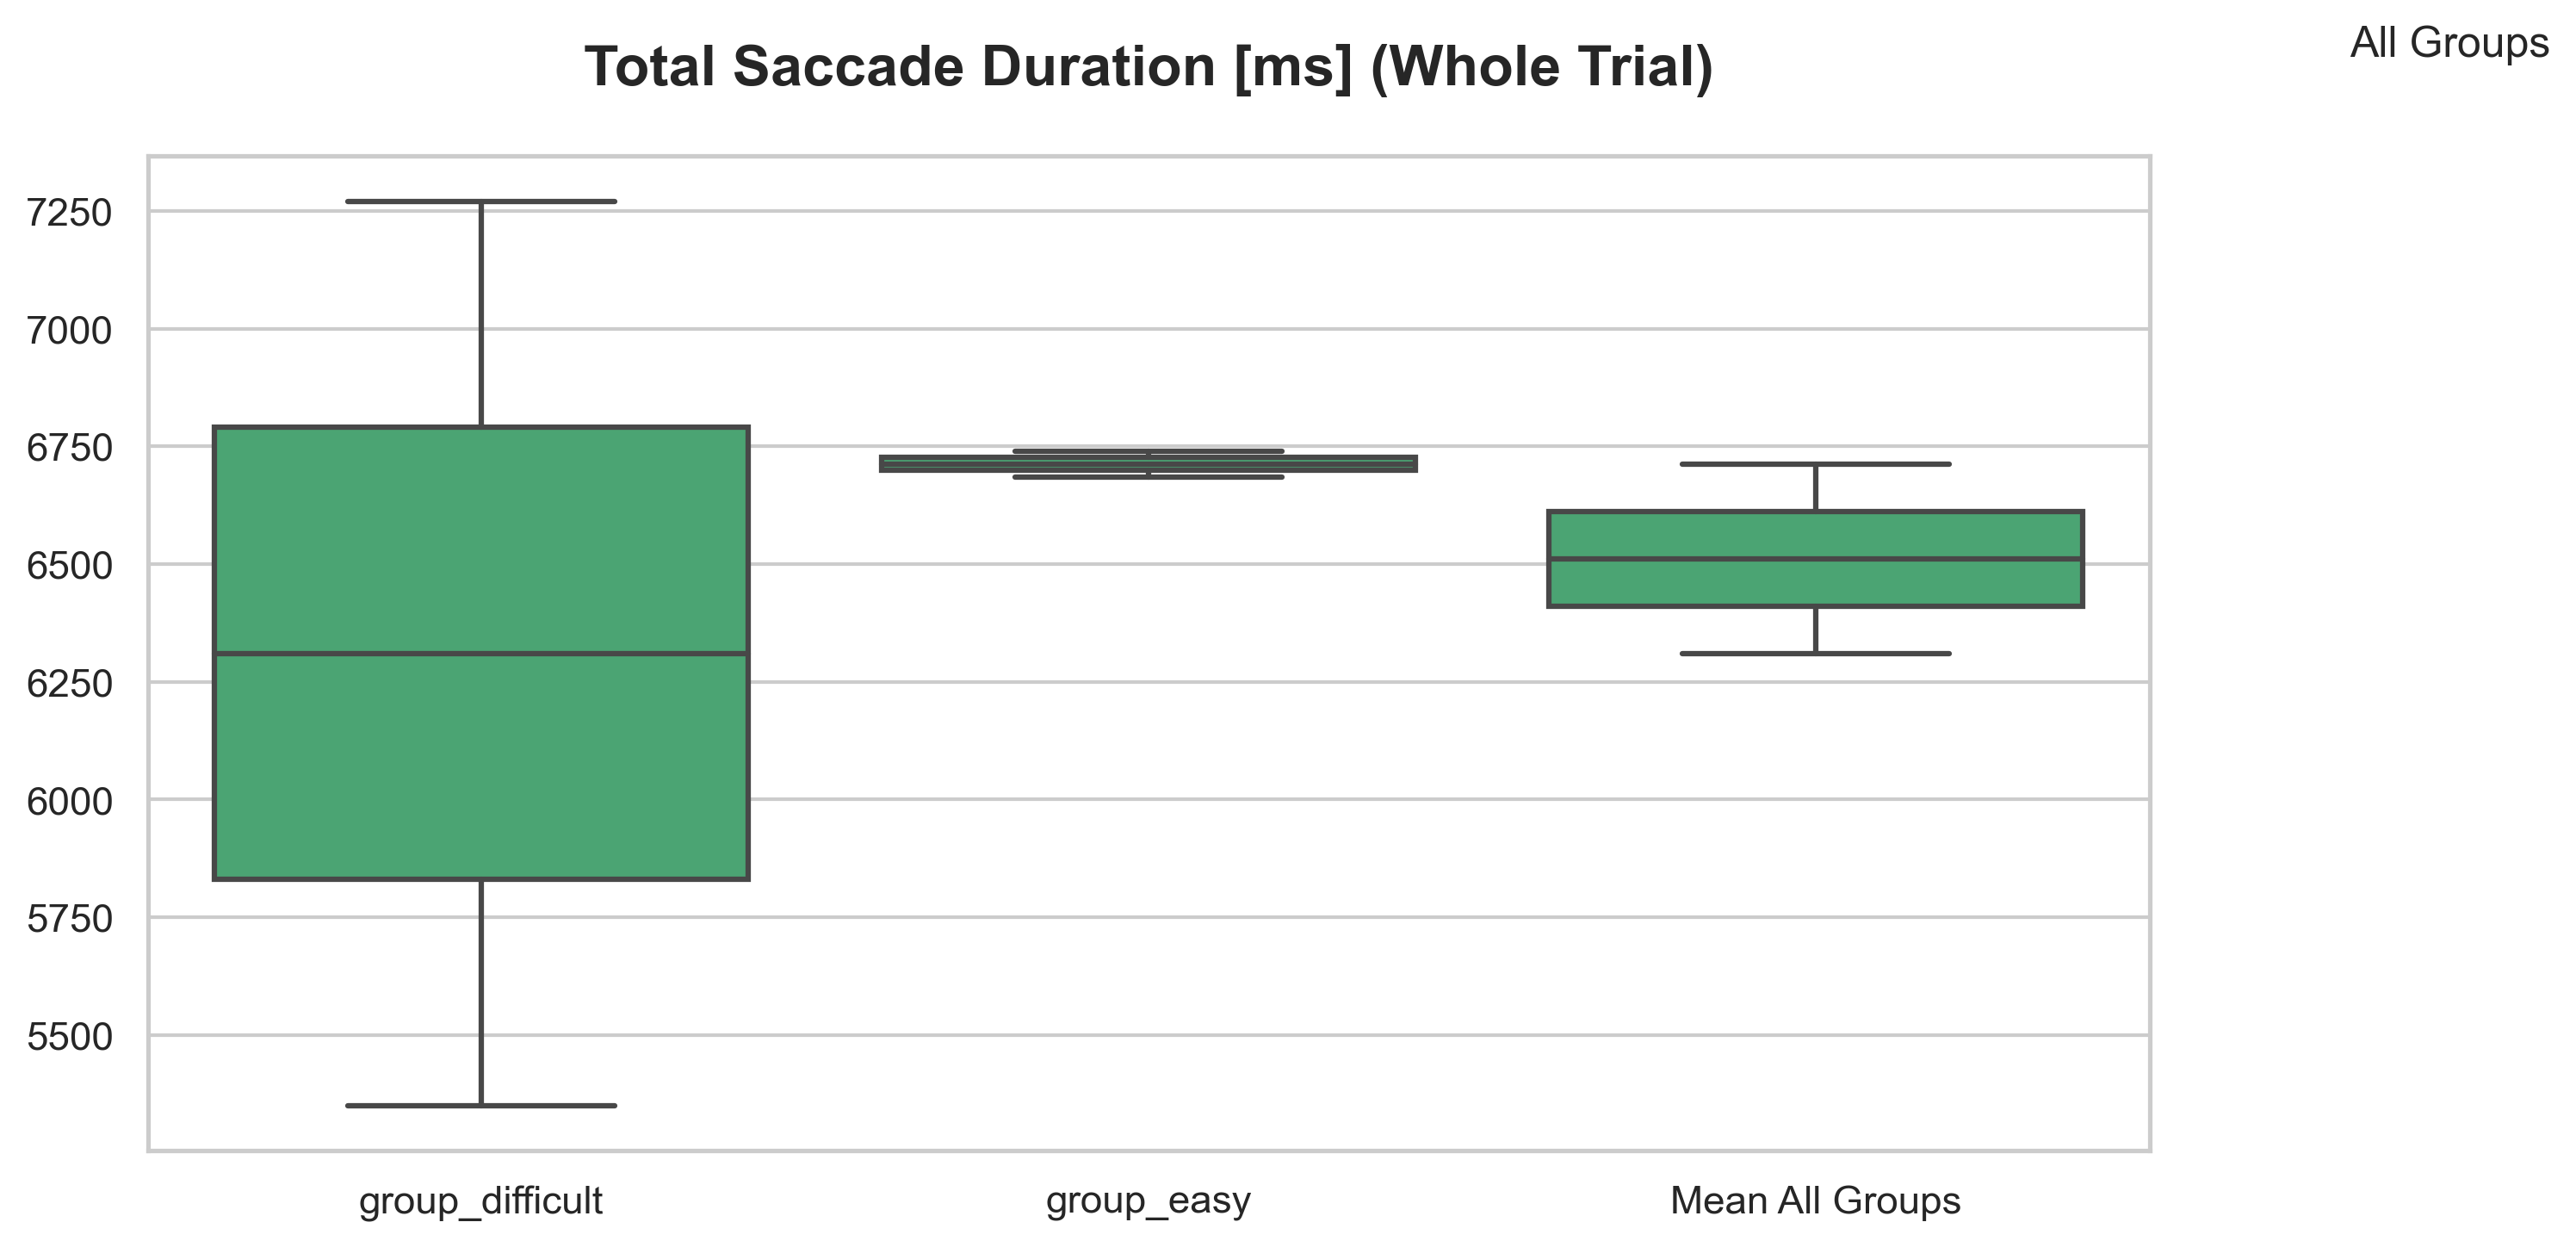 All Groups
Total Saccade Duration [ms] (Whole Trial)
7250
7000
6750
6500
6250
6000
5750
5500
group_difficult
group_easy
Mean All Groups